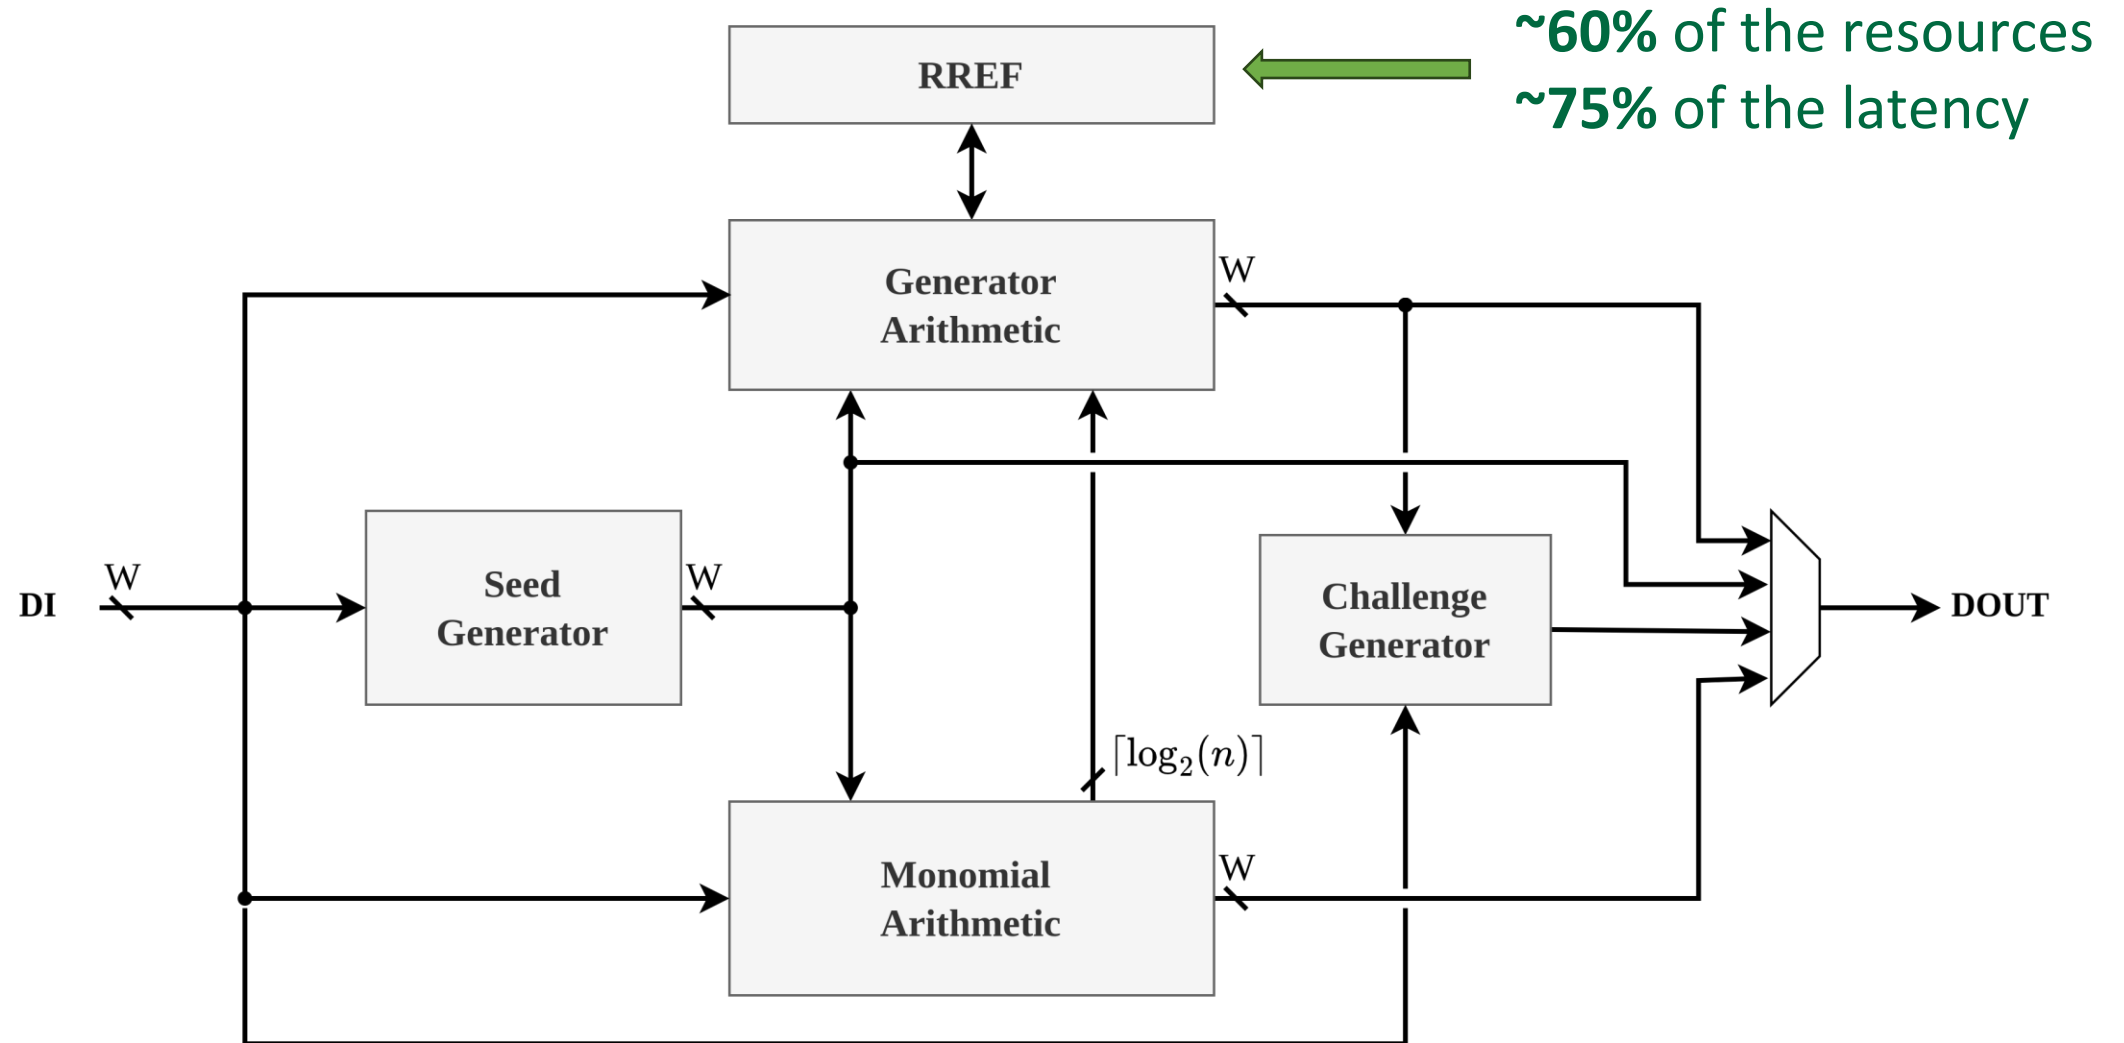 ~60% of the resources
~75% of the latency
RREF
Generator
Arithmetic
W
DI
W
Seed
Generator
W
Challenge
Generator
DOUT
⌈log₂(n)⌉
Monomial
Arithmetic
W